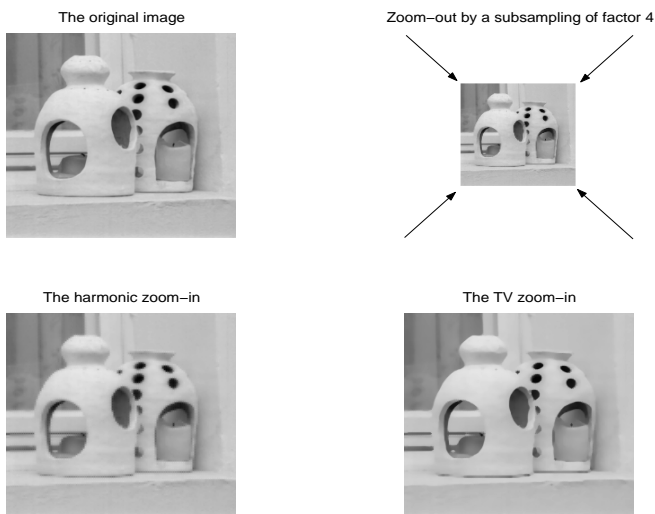 The original image
Zoom−out by a subsampling of factor 4
The harmonic zoom−in
The TV zoom−in